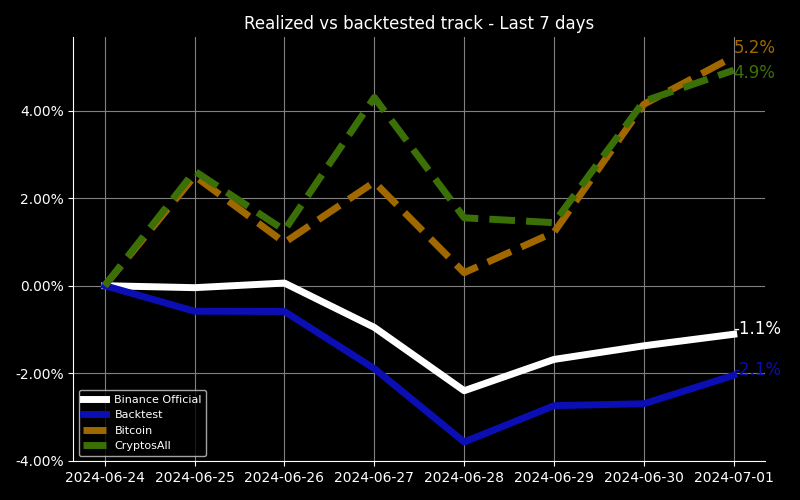 Realized vs backtested track - Last 7 days
5.2%
4.9%
4.00%
2.00%
0.00%
-1.1%
-2.00%
-2.1%
Binance Official
Backtest
Bitcoin
CryptosAll
-4.00%
2024-06-24 2024-06-25 2024-06-26 2024-06-27 2024-06-28 2024-06-29 2024-06-30 2024-07-01